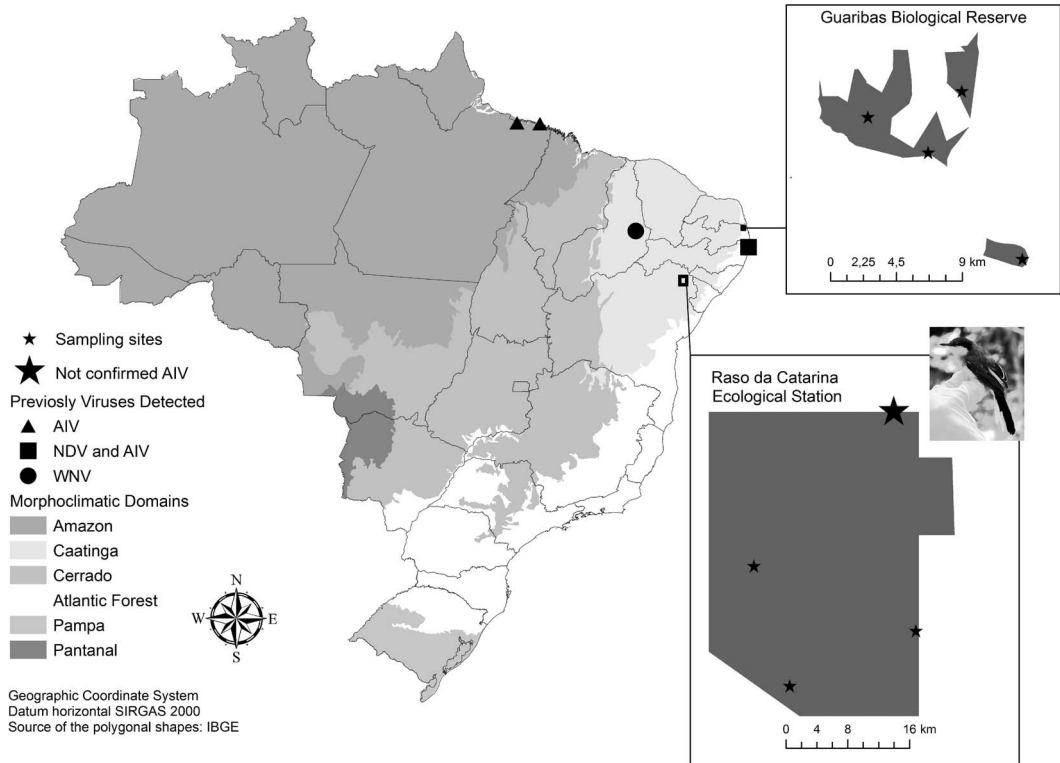 Guaribas Biological Reserve
0 2,25 4,5 9 km
Sampling sites
Not confirmed AIV
Previosly Viruses Detected
AIV
NDV and AIV
WNV
Morphoclimatic Domains
Amazon
Caatinga
Cerrado
Atlantic Forest
Pampa
Pantanal
N
W E
S
Geographic Coordinate System
Datum horizontal SIRGAS 2000
Source of the polygonal shapes: IBGE
Raso da Catarina
Ecological Station
0 4 8 16 km